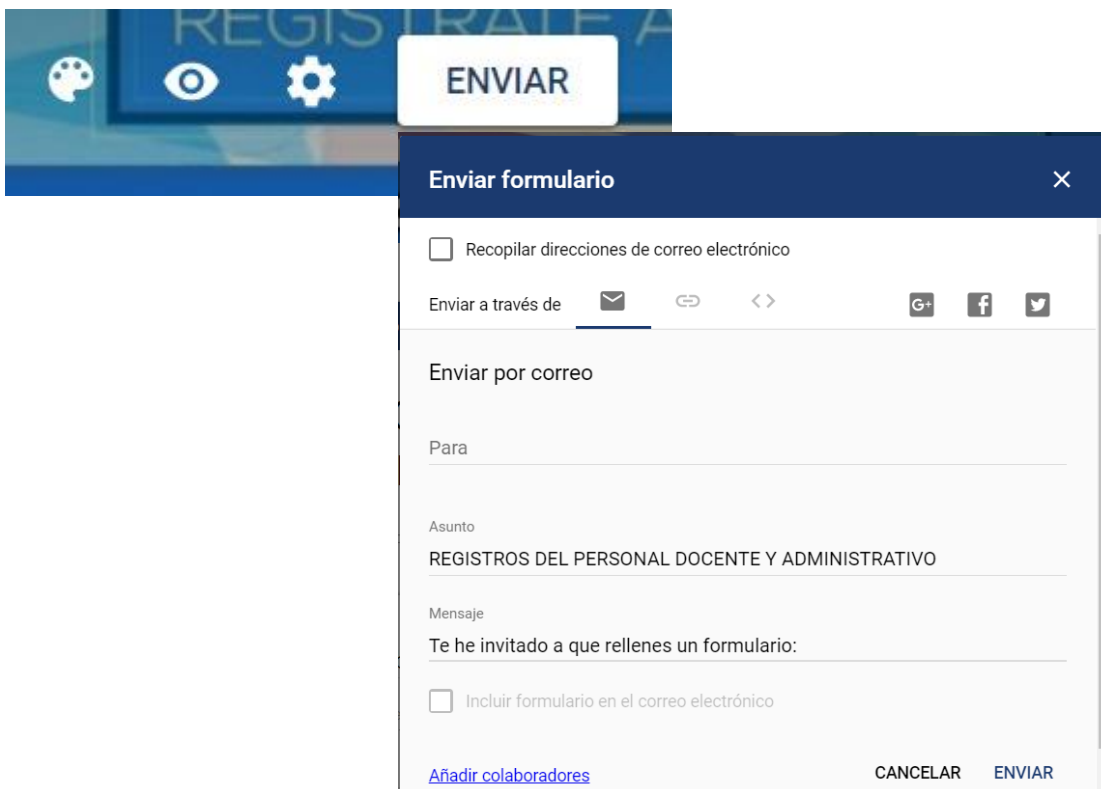 REGISTRATE A
ENVIAR
Enviar formulario
Recopilar direcciones de correo electrónico
Enviar a través de
G+ f
Enviar por correo
Para
Asunto
REGISTROS DEL PERSONAL DOCENTE Y ADMINISTRATIVO
Mensaje
Te he invitado a que rellenes un formulario:
Incluir formulario en el correo electrónico
Añadir colaboradores CANCELAR ENVIAR